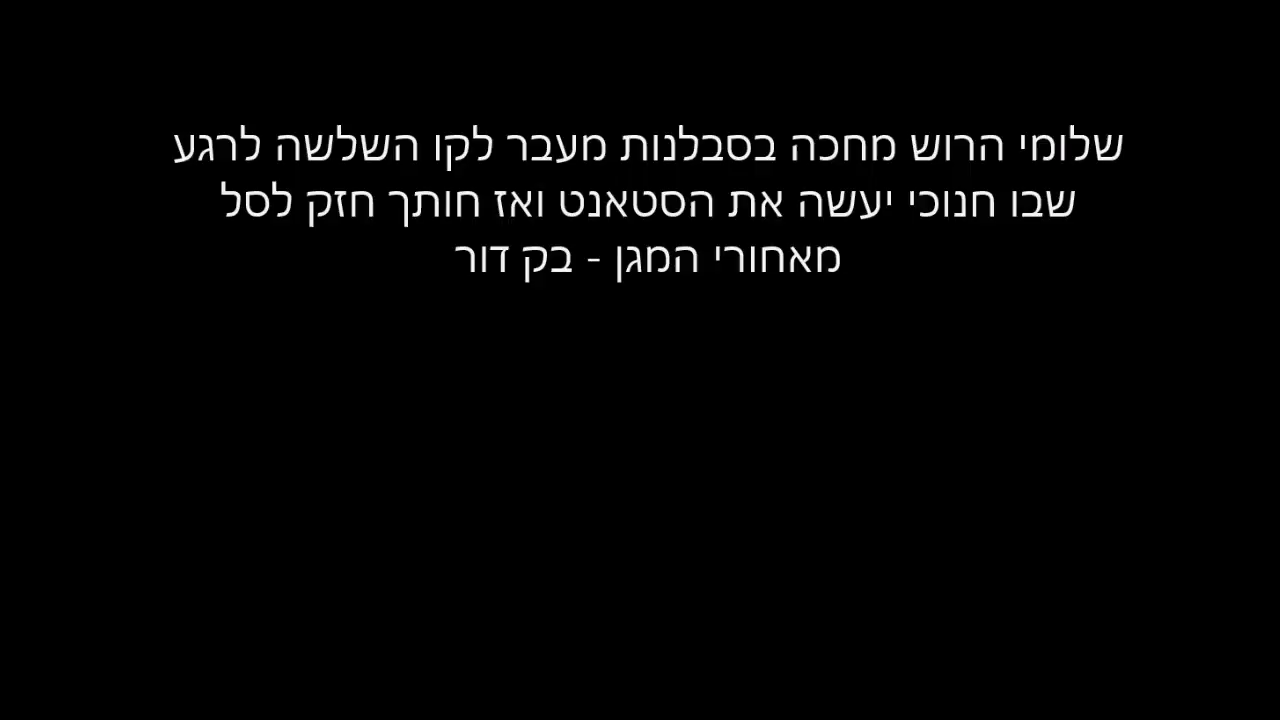 שלומי הרוש מחכה בסבלנות מעבר לקו השלשה לרגע
שבו חנוכי יעשה את הסטאנט ואז חותך חזק לסל
מאחורי המגן - בק דור